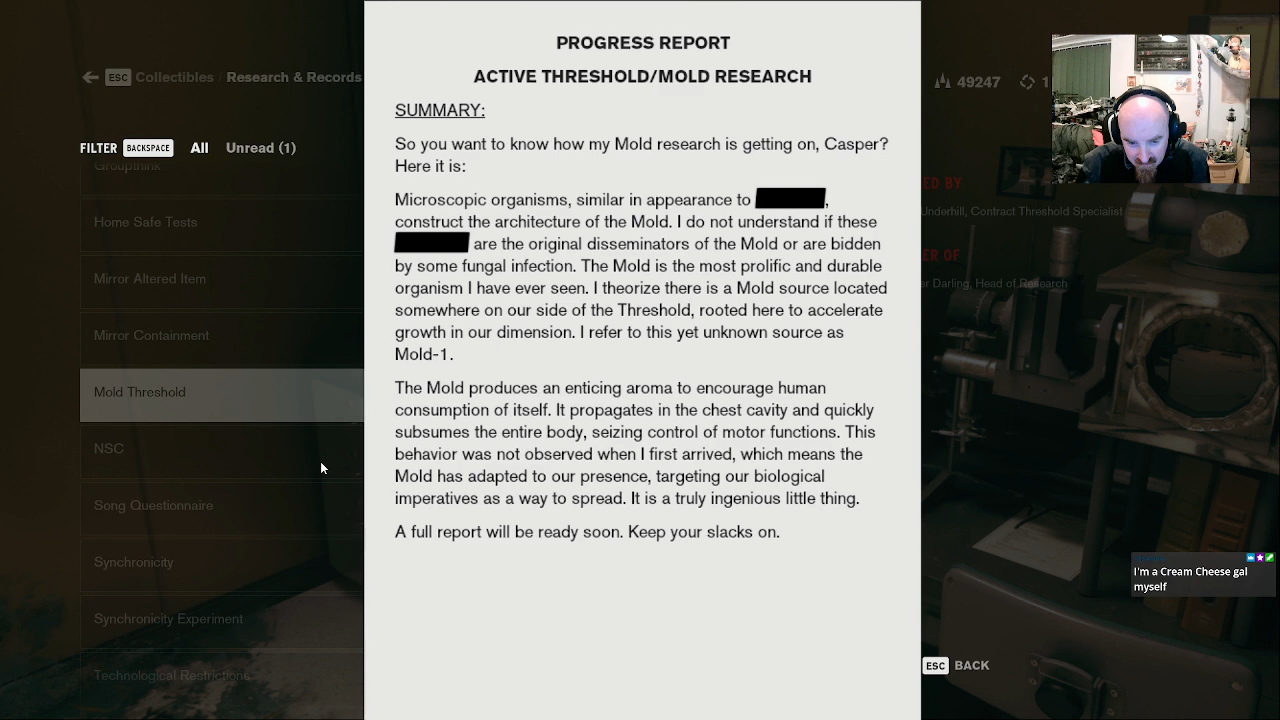 PROGRESS REPORT
ACTIVE THRESHOLD/MOLD RESEARCH
ESC Collectibles / Research & Records
49247
1
FILTER BACKSPACE All Unread (1)
Groupthink
Home Safe Tests
Mirror Altered Item
Mirror Containment
Mold Threshold
NSC
Song Questionnaire
Synchronicity
Synchronicity Experiment
Technological Restrictions
SUMMARY:
So you want to know how my Mold research is getting on, Casper?
Here it is:
Microscopic organisms, similar in appearance to ,
construct the architecture of the Mold. I do not understand if these
are the original disseminators of the Mold or are bidden
by some fungal infection. The Mold is the most prolific and durable
organism I have ever seen. I theorize there is a Mold source located
somewhere on our side of the Threshold, rooted here to accelerate
growth in our dimension. I refer to this yet unknown source as
Mold-1.
The Mold produces an enticing aroma to encourage human
consumption of itself. It propagates in the chest cavity and quickly
subsumes the entire body, seizing control of motor functions. This
behavior was not observed when I first arrived, which means the
Mold has adapted to our presence, targeting our biological
imperatives as a way to spread. It is a truly ingenious little thing.
A full report will be ready soon. Keep your slacks on.
ED BY
Underhill, Contract Threshold Specialist
ER OF
er Darling, Head of Research
I'm a Cream Cheese gal
myself
ESC BACK